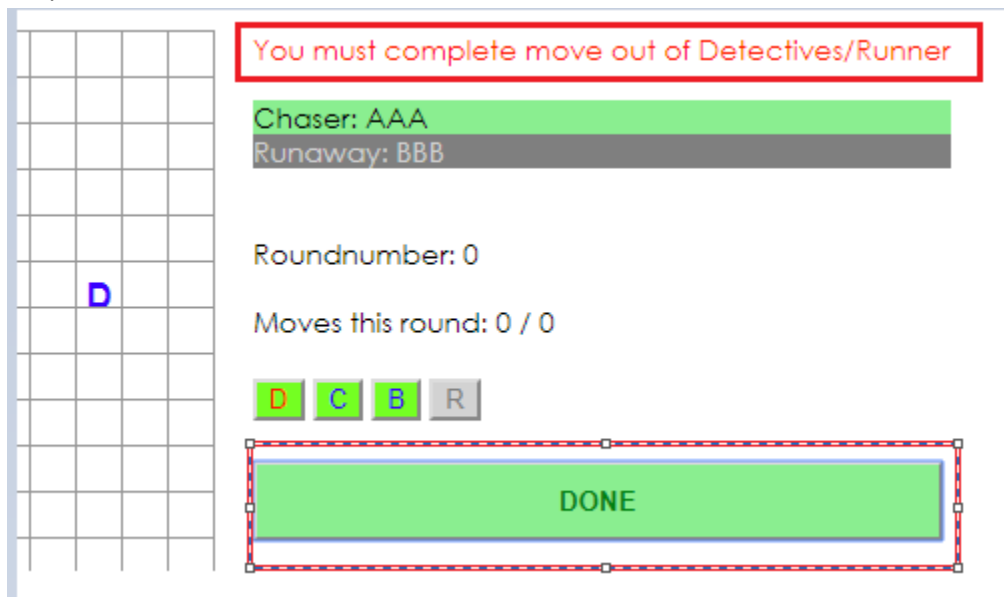 You must complete move out of Detectives/Runner
Chaser: AAA
Runaway: BBB
Roundnumber: 0
D
Moves this round: 0 / 0
D C B R
DONE